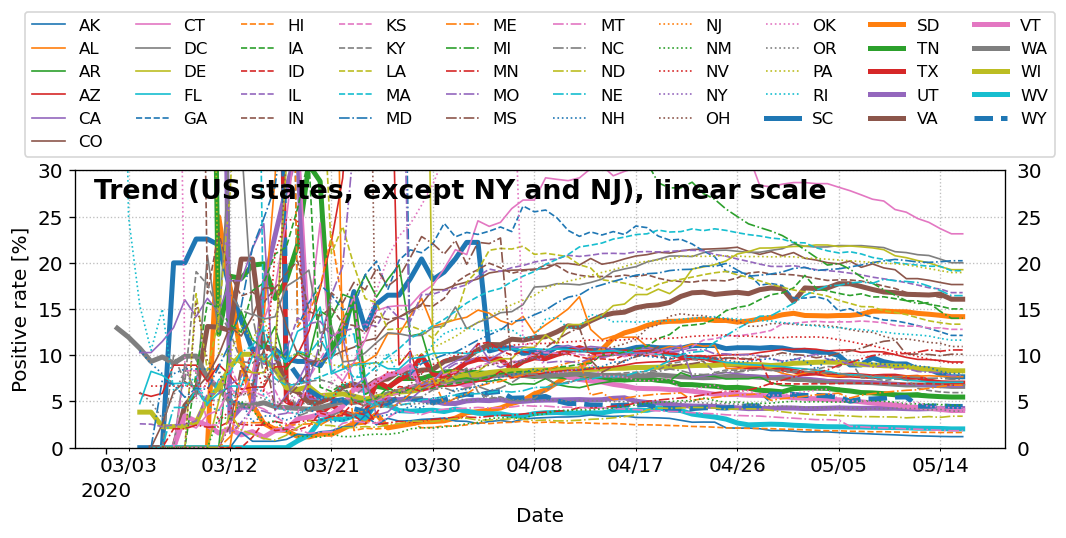 AK CT HI KS ME MT NJ OK SD VT
AL DC IA KY MI NC NM OR TN WA
AR DE ID LA MN ND NV PA TX WI
AZ FL IL MA MO NE NY RI UT WV
CA GA IN MD MS NH OH SC VA WY
CO
Trend (US states, except NY and NJ), linear scale
Positive rate [%]
30 30
25 25
20 20
15 15
10 10
5 5
0 0
03/03 03/12 03/21 03/30 04/08 04/17 04/26 05/05 05/14
2020
Date